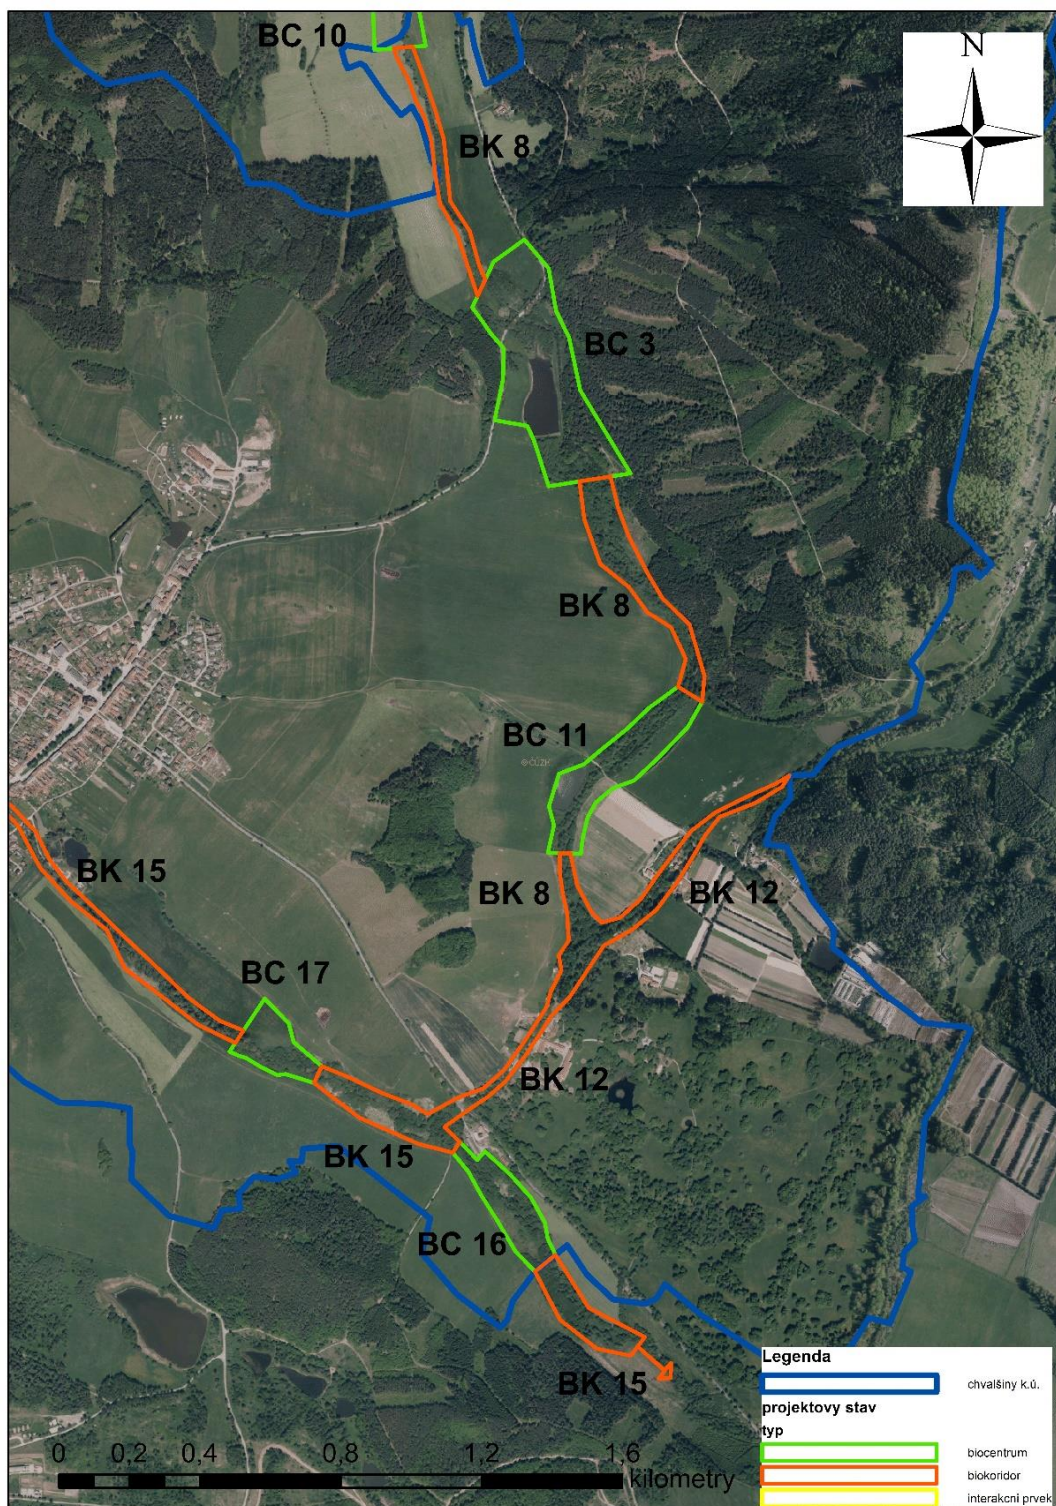 BC 10
N
BK 8
BC 3
BK 8
BC 11
© ČÚZK
BK 15
BK 8
BK 12
BC 17
BK 12
BK 15
BC 16
BK 15
Legenda
chvalšiny k.ú.
projektovy stav
typ
biocentrum
biokoridor
interakcni prvek
0 0,2 0,4 0,8 1,2 1,6
kilometry